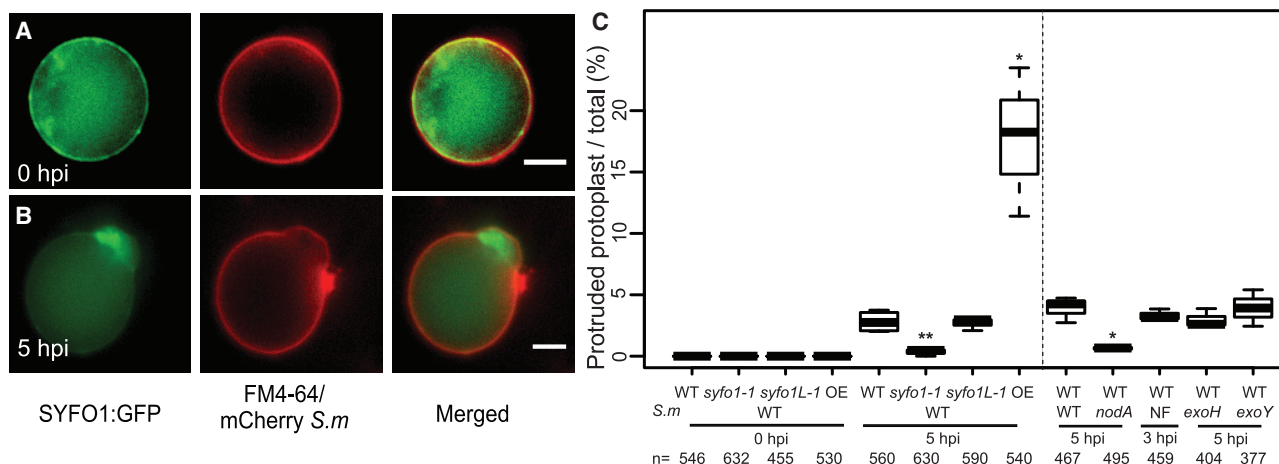 A
0 hpi
B
5 hpi
SYFO1:GFP
FM4-64/
mCherry S.m
Merged
C
Protruded protoplast / total (%)
20
15
10
5
0
*
**
*
WT syfo1-1 syfo1L-1 OE WT syfo1-1 syfo1L-1 OE WT WT WT WT WT
S.m WT WT WT nodA NF exoH exoY
0 hpi 5 hpi 5 hpi 3 hpi 5 hpi
n= 546 632 455 530 560 630 590 540 467 495 459 404 377